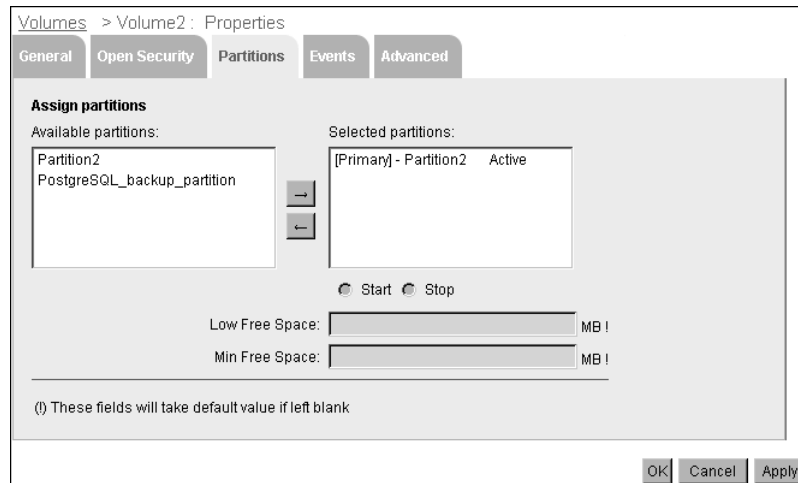 Volumes > Volume2 : Properties
General Open Security Partitions Events Advanced
Assign partitions
Available partitions: Selected partitions:
Partition2 [Primary] - Partition2 Active
PostgreSQL_backup_partition
→
←
Start Stop
Low Free Space: MB !
Min Free Space: MB !
(!) These fields will take default value if left blank
OK Cancel Apply